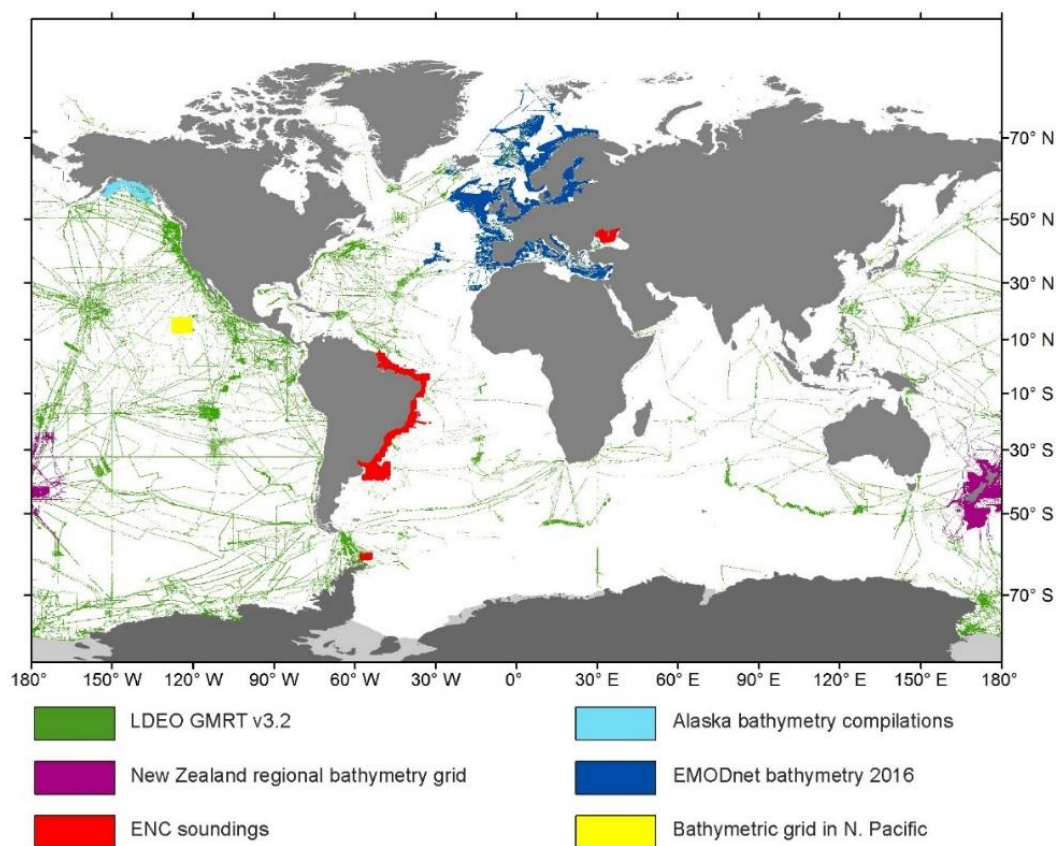 70° N
50° N
30° N
10° N
10° S
30° S
50° S
70° S
180° 150° W 120° W 90° W 60° W 30° W 0° 30° E 60° E 90° E 120° E 150° E 180°
LDEO GMRT v3.2
Alaska bathymetry compilations
New Zealand regional bathymetry grid
EMODnet bathymetry 2016
ENC soundings
Bathymetric grid in N. Pacific